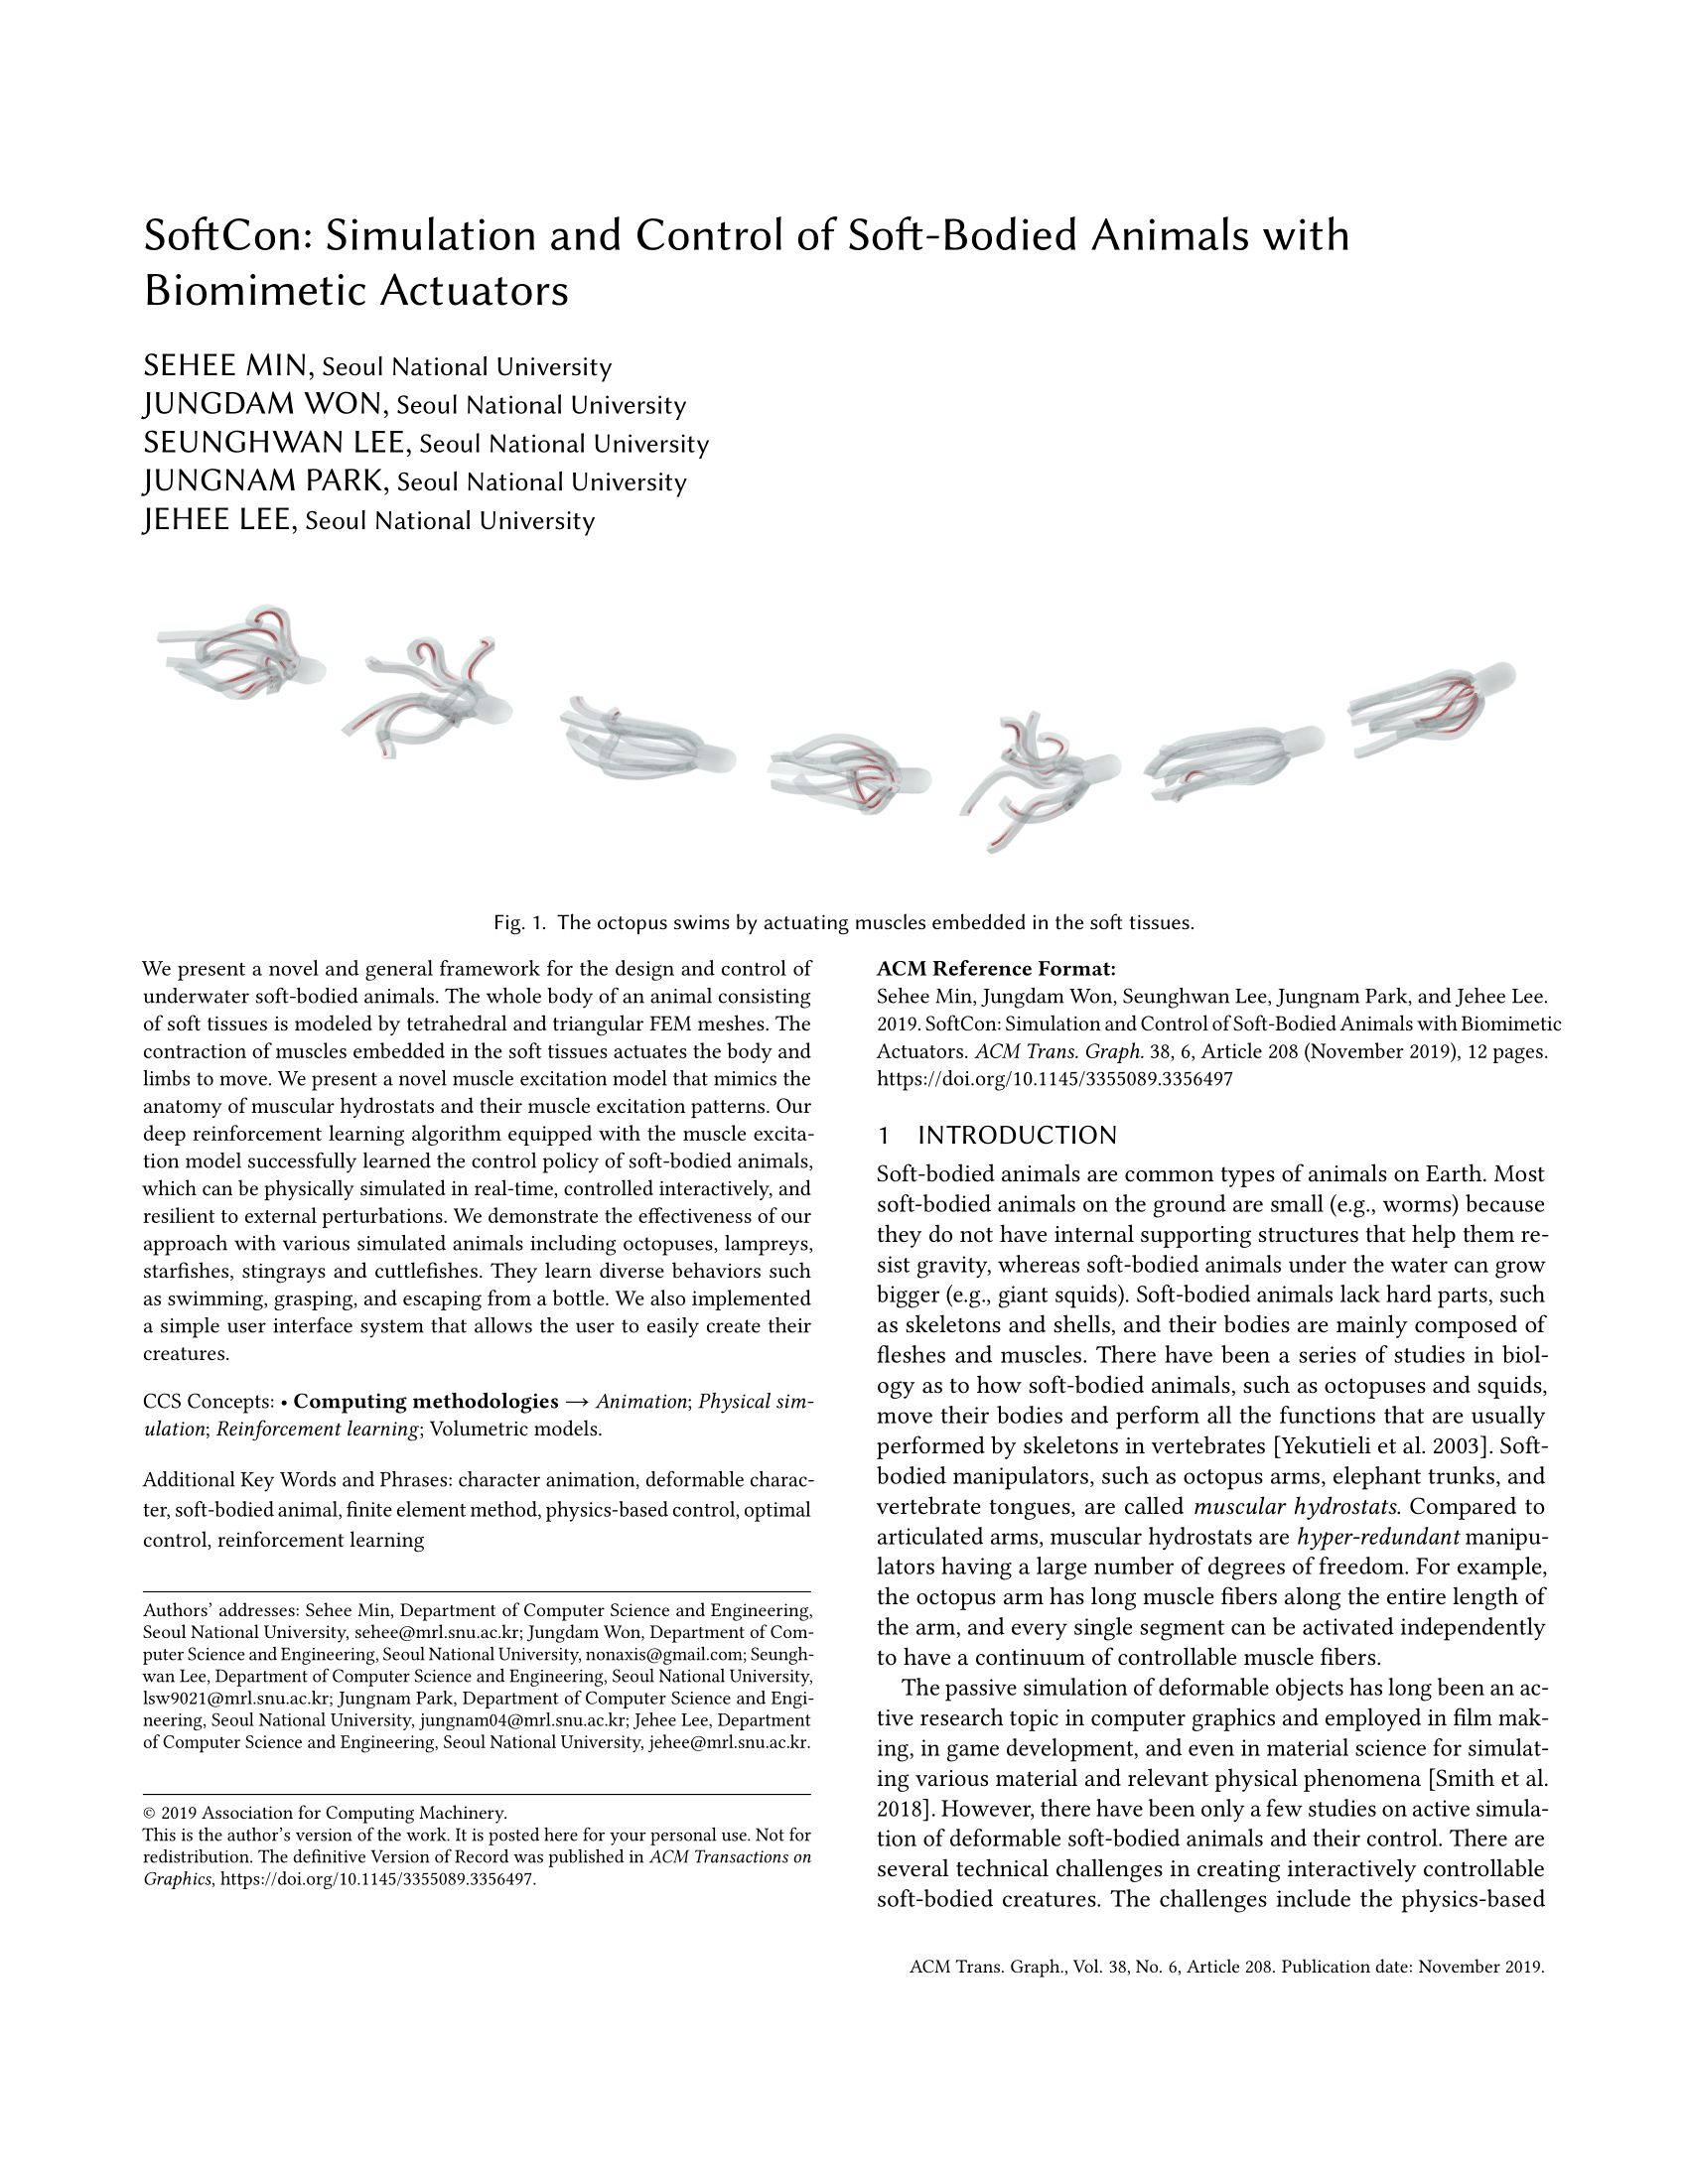 SoftCon: Simulation and Control of Soft-Bodied Animals with
Biomimetic Actuators
SEHEE MIN, Seoul National University
JUNGDAM WON, Seoul National University
SEUNGHWAN LEE, Seoul National University
JUNGNAM PARK, Seoul National University
JEHEE LEE, Seoul National University
Fig. 1. The octopus swims by actuating muscles embedded in the soft tissues.
We present a novel and general framework for the design and control of
underwater soft-bodied animals. The whole body of an animal consisting
of soft tissues is modeled by tetrahedral and triangular FEM meshes. The
contraction of muscles embedded in the soft tissues actuates the body and
limbs to move. We present a novel muscle excitation model that mimics the
anatomy of muscular hydrostats and their muscle excitation patterns. Our
deep reinforcement learning algorithm equipped with the muscle excita-
tion model successfully learned the control policy of soft-bodied animals,
which can be physically simulated in real-time, controlled interactively, and
resilient to external perturbations. We demonstrate the effectiveness of our
approach with various simulated animals including octopuses, lampreys,
starfishes, stingrays and cuttlefishes. They learn diverse behaviors such
as swimming, grasping, and escaping from a bottle. We also implemented
a simple user interface system that allows the user to easily create their
creatures.
CCS Concepts: • Computing methodologies → Animation; Physical sim-
ulation; Reinforcement learning; Volumetric models.
Additional Key Words and Phrases: character animation, deformable charac-
ter, soft-bodied animal, finite element method, physics-based control, optimal
control, reinforcement learning
Authors' addresses: Sehee Min, Department of Computer Science and Engineering,
Seoul National University, sehee@mrl.snu.ac.kr; Jungdam Won, Department of Com-
puter Science and Engineering, Seoul National University, nonaxis@gmail.com; Seungh-
wan Lee, Department of Computer Science and Engineering, Seoul National University,
lsw9021@mrl.snu.ac.kr; Jungnam Park, Department of Computer Science and Engi-
neering, Seoul National University, jungnam04@mrl.snu.ac.kr; Jehee Lee, Department
of Computer Science and Engineering, Seoul National University, jehee@mrl.snu.ac.kr.
© 2019 Association for Computing Machinery.
This is the author's version of the work. It is posted here for your personal use. Not for
redistribution. The definitive Version of Record was published in ACM Transactions on
Graphics, https://doi.org/10.1145/3355089.3356497.
ACM Reference Format:
Sehee Min, Jungdam Won, Seunghwan Lee, Jungnam Park, and Jehee Lee.
2019. SoftCon: Simulation and Control of Soft-Bodied Animals with Biomimetic
Actuators. ACM Trans. Graph. 38, 6, Article 208 (November 2019), 12 pages.
https://doi.org/10.1145/3355089.3356497
1 INTRODUCTION
Soft-bodied animals are common types of animals on Earth. Most
soft-bodied animals on the ground are small (e.g., worms) because
they do not have internal supporting structures that help them re-
sist gravity, whereas soft-bodied animals under the water can grow
bigger (e.g., giant squids). Soft-bodied animals lack hard parts, such
as skeletons and shells, and their bodies are mainly composed of
fleshes and muscles. There have been a series of studies in biol-
ogy as to how soft-bodied animals, such as octopuses and squids,
move their bodies and perform all the functions that are usually
performed by skeletons in vertebrates [Yekutieli et al. 2003]. Soft-
bodied manipulators, such as octopus arms, elephant trunks, and
vertebrate tongues, are called muscular hydrostats. Compared to
articulated arms, muscular hydrostats are hyper-redundant manipu-
lators having a large number of degrees of freedom. For example,
the octopus arm has long muscle fibers along the entire length of
the arm, and every single segment can be activated independently
to have a continuum of controllable muscle fibers.
The passive simulation of deformable objects has long been an ac-
tive research topic in computer graphics and employed in film mak-
ing, in game development, and even in material science for simulat-
ing various material and relevant physical phenomena [Smith et al.
2018]. However, there have been only a few studies on active simula-
tion of deformable soft-bodied animals and their control. There are
several technical challenges in creating interactively controllable
soft-bodied creatures. The challenges include the physics-based
ACM Trans. Graph., Vol. 38, No. 6, Article 208. Publication date: November 2019.